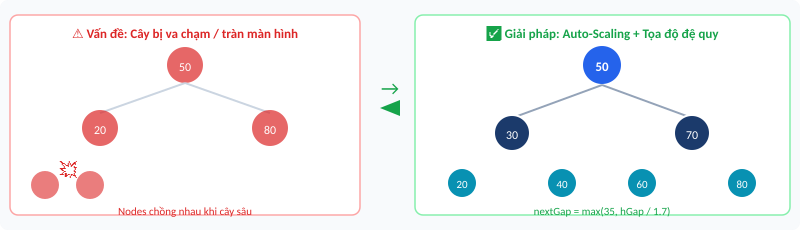 ⚠ Vấn đề: Cây bị va chạm / tràn màn hình
50
20
80
Nodes chồng nhau khi cây sâu
→
✅ Giải pháp: Auto-Scaling + Tọa độ đệ quy
50
30
70
20
40
60
80
nextGap = max(35, hGap / 1.7)